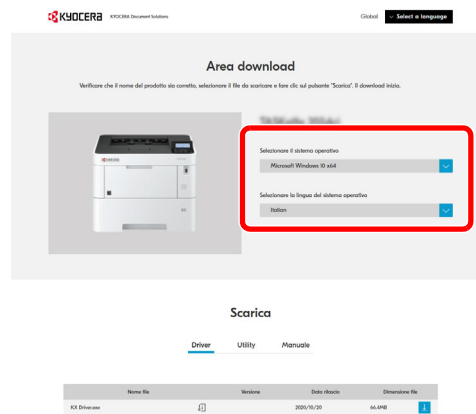 KYOCERA KYOCERA Document Solutions Global Select a language
Area download
Verificare che il nome del prodotto sia corretto, selezionare il file da scaricare e fare clic sul pulsante "Scarica". Il download inizia.
Selezionare il sistema operativo
Microsoft Windows 10 x64
Selezionare la lingua del sistema operativo
Italian
Scarica
Driver Utility Manuale
Nome file Versione Data rilascio Dimensione file
KX Driver.exe 2020/10/20 66.4MB